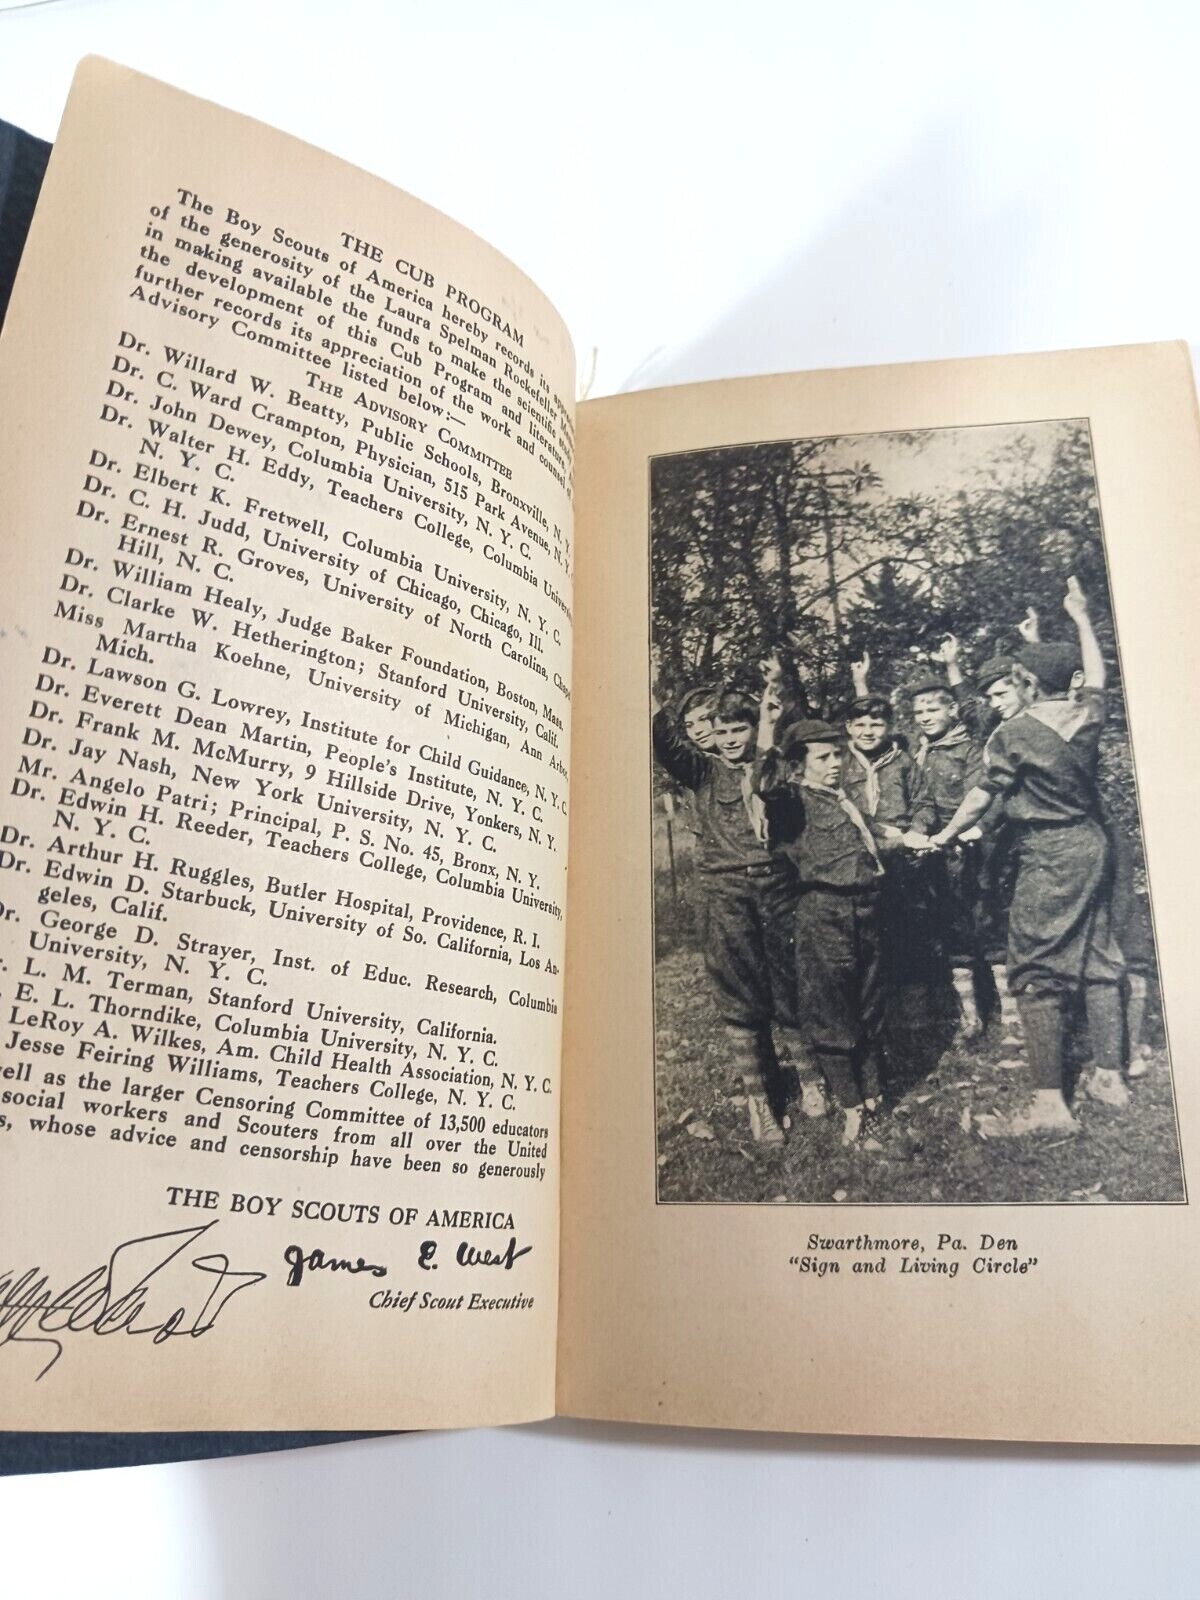 THE CUB PROGRAM
The Boy Scouts of America hereby records its
of the generosity of the Laura Spelman Rockefeller
in making available the funds to make the scientific
the development of this Cub Program and literature.
further records its appreciation of the work and counsel of
Advisory Committee listed below:—
THE ADVISORY COMMITTEE
Dr. Willard W. Beatty, Public Schools, Bronxville, N. Y.
Dr. C. Ward Crampton, Physician, 515 Park Avenue, N. Y.
Dr. John Dewey, Columbia University, N. Y. C.
Dr. Walter H. Eddy, Teachers College, Columbia
N. Y. C.
Dr. Elbert K. Fretwell, Columbia University, N. Y. C.
Dr. C. H. Judd, University of Chicago, Chicago, Ill.
Dr. Ernest R. Groves, University of North Carolina, Chapel
Hill, N. C.
Dr. William Healy, Judge Baker Foundation, Boston, Mass.
Dr. Clarke W. Hetherington; Stanford University, Calif.
Miss Martha Koehne, University of Michigan, Ann Arbor,
Mich.
Dr. Lawson G. Lowrey, Institute for Child Guidance, N. Y. C.
Dr. Everett Dean Martin, People's Institute, N. Y. C.
Dr. Frank M. McMurry, 9 Hillside Drive, Yonkers, N. Y.
Dr. Jay Nash, New York University, N. Y. C.
Mr. Angelo Patri; Principal, P. S. No. 45, Bronx, N. Y.
Dr. Edwin H. Reeder, Teachers College, Columbia University,
N. Y. C.
Dr. Arthur H. Ruggles, Butler Hospital, Providence, R. I.
Dr. Edwin D. Starbuck, University of So. California, Los An-
geles, Calif.
Dr. George D. Strayer, Inst. of Educ. Research, Columbia
University, N. Y. C.
L. M. Terman, Stanford University, California.
E. L. Thorndike, Columbia University, N. Y. C.
LeRoy A. Wilkes, Am. Child Health Association, N. Y. C.
Jesse Feiring Williams, Teachers College, N. Y. C.
as the larger Censoring Committee of 13,500 educators
social workers and Scouters from all over the United
whose advice and censorship have been so generously
THE BOY SCOUTS OF AMERICA
James E. West
Chief Scout Executive
Swarthmore, Pa. Den
"Sign and Living Circle"